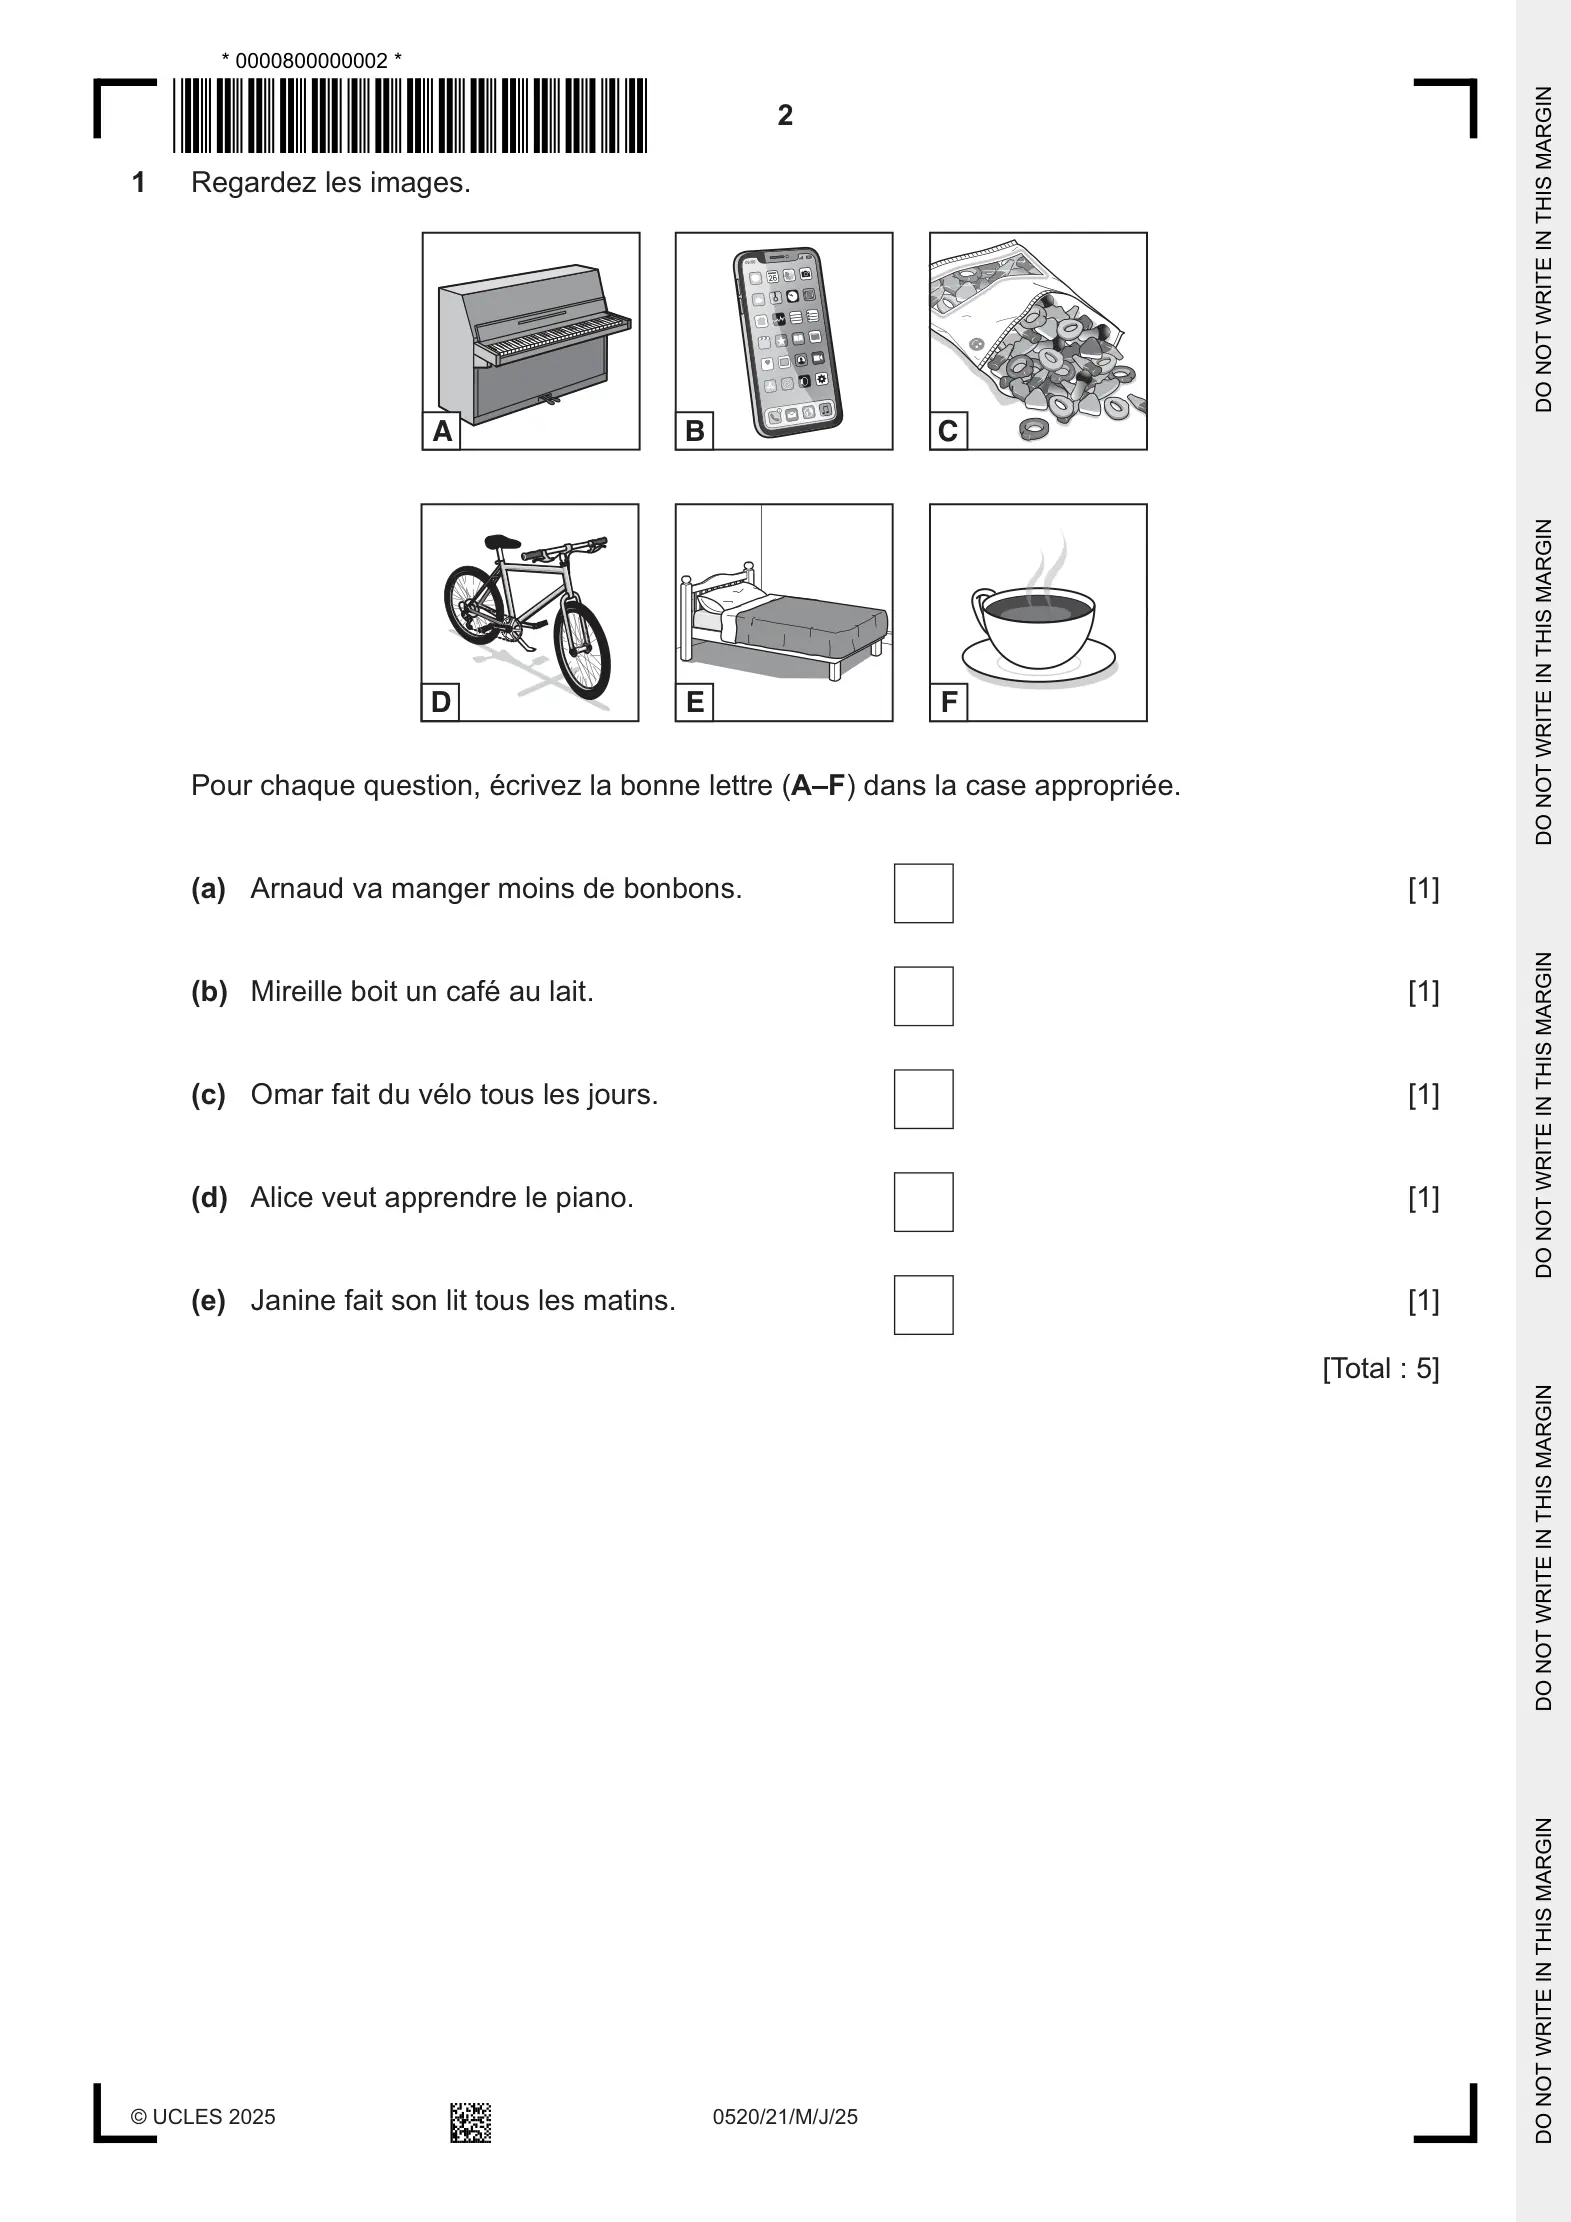 * 0000800000002 *
2
1 Regardez les images.
A B C
D E F
Pour chaque question, écrivez la bonne lettre (A–F) dans la case appropriée.
(a) Arnaud va manger moins de bonbons. [1]
(b) Mireille boit un café au lait. [1]
(c) Omar fait du vélo tous les jours. [1]
(d) Alice veut apprendre le piano. [1]
(e) Janine fait son lit tous les matins. [1]
[Total : 5]
© UCLES 2025 0520/21/M/J/25
DO NOT WRITE IN THIS MARGIN
DO NOT WRITE IN THIS MARGIN
DO NOT WRITE IN THIS MARGIN
DO NOT WRITE IN THIS MARGIN
DO NOT WRITE IN THIS MARGIN